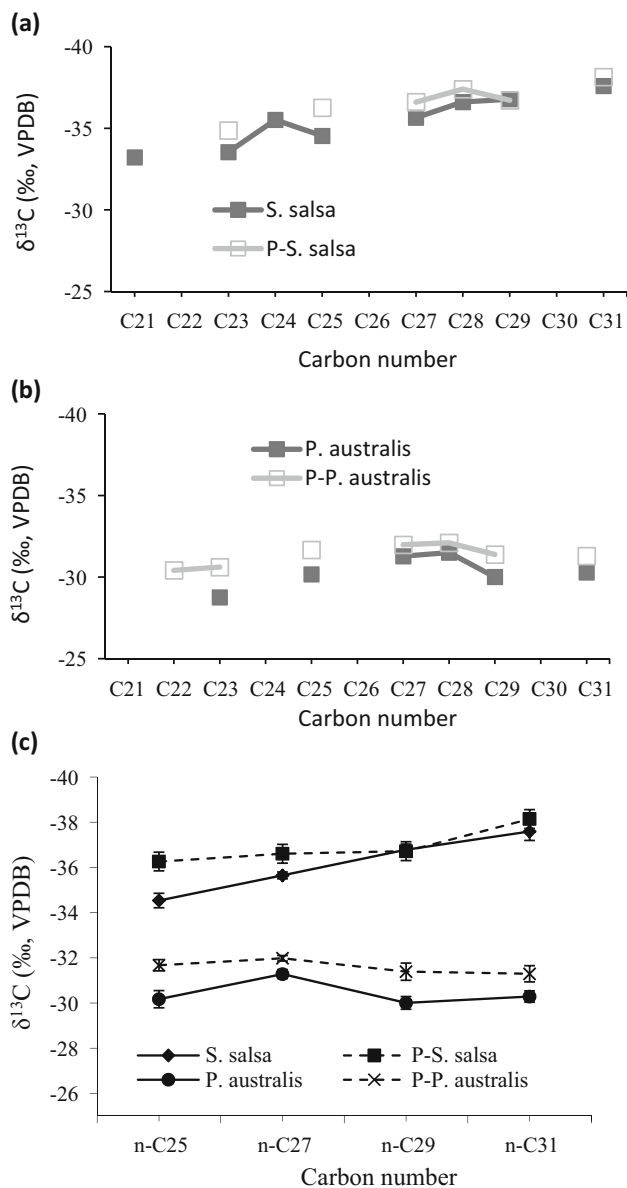 (a)
-40
-35
-30
-25
δ¹³C (‰, VPDB)
S. salsa
P-S. salsa
C21 C22 C23 C24 C25 C26 C27 C28 C29 C30 C31
Carbon number
(b)
-40
-35
-30
-25
δ¹³C (‰, VPDB)
P. australis
P-P. australis
C21 C22 C23 C24 C25 C26 C27 C28 C29 C30 C31
Carbon number
(c)
-40
-38
-36
-34
-32
-30
-28
-26
δ¹³C (‰, VPDB)
S. salsa P-S. salsa
P. australis P-P. australis
n-C25 n-C27 n-C29 n-C31
Carbon number